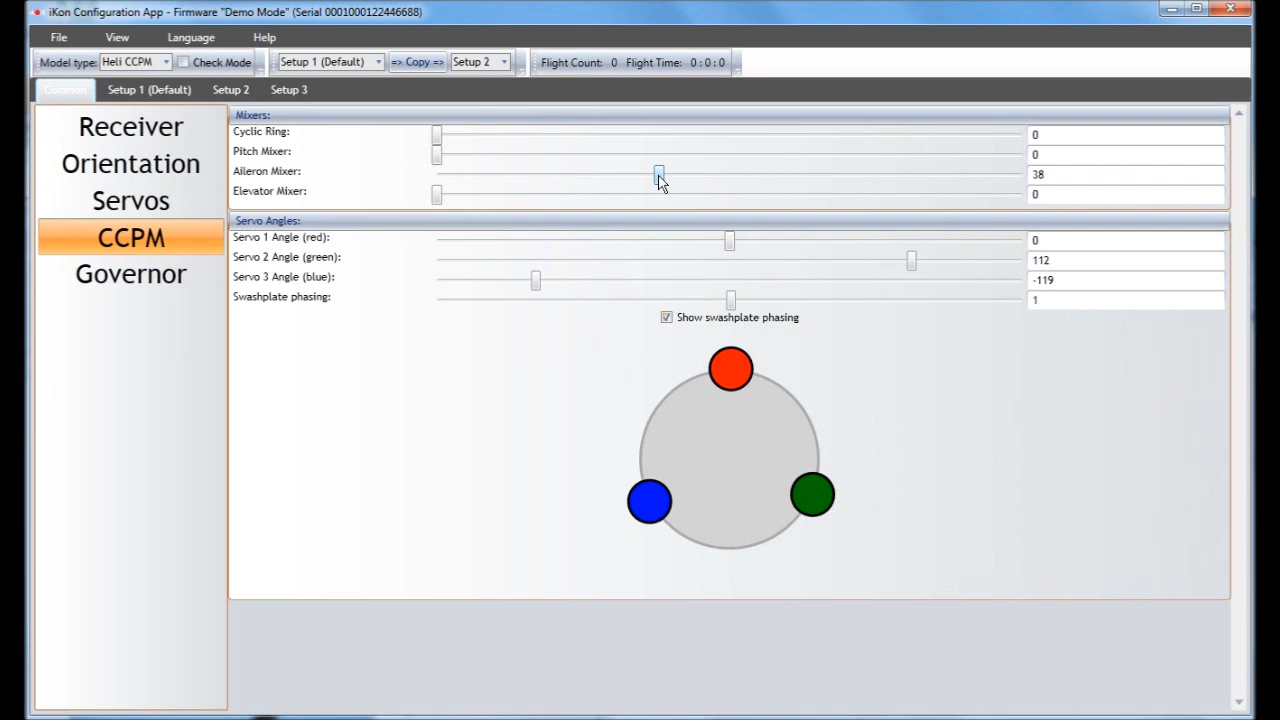 iKon Configuration App - Firmware "Demo Mode" (Serial 0001000122446688)
File View Language Help
Model type: Heli CCPM Check Mode Setup 1 (Default) => Copy => Setup 2 Flight Count: 0 Flight Time: 0 : 0 : 0
Common Setup 1 (Default) Setup 2 Setup 3
Receiver
Orientation
Servos
CCPM
Governor
Mixers:
Cyclic Ring: 0
Pitch Mixer: 0
Aileron Mixer: 38
Elevator Mixer: 0
Servo Angles:
Servo 1 Angle (red): 0
Servo 2 Angle (green): 112
Servo 3 Angle (blue): -119
Swashplate phasing: 1
Show swashplate phasing